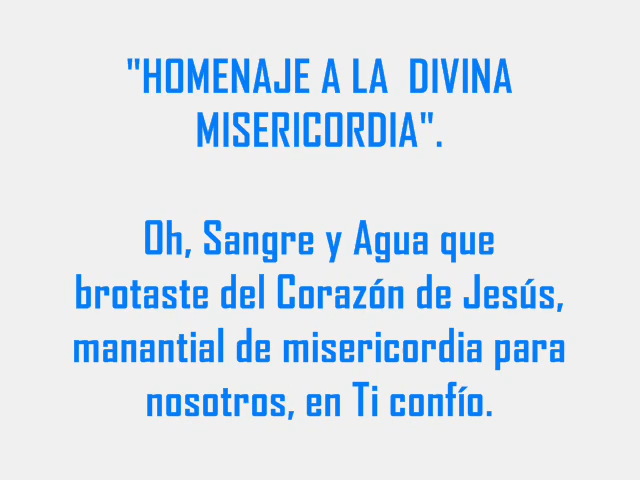 "HOMENAJE A LA  DIVINA
MISERICORDIA".
Oh, Sangre y Agua que
brotaste del Corazón de Jesús,
manantial de misericordia para
nosotros, en Ti confío.